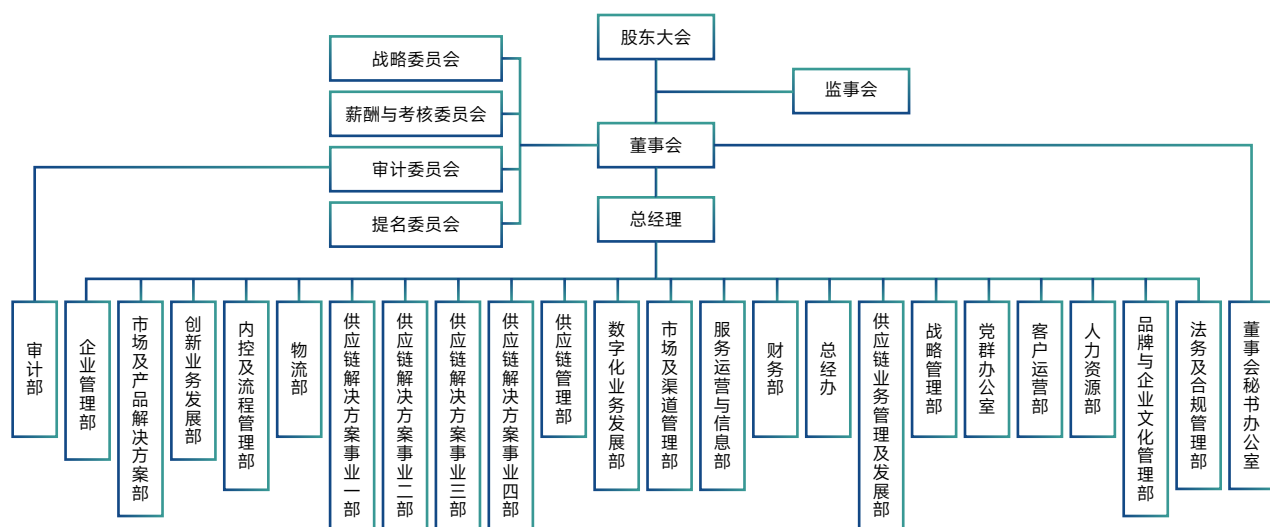 股东大会
战略委员会
监事会
薪酬与考核委员会
董事会
审计委员会
提名委员会
总经理
审计部
企业管理部
市场及产品解决方案部
创新业务发展部
内控及流程管理部
物流部
供应链解决方案事业一部
供应链解决方案事业二部
供应链解决方案事业三部
供应链解决方案事业四部
供应链管理部
数字化业务发展部
市场及渠道管理部
服务运营与信息部
财务部
总经办
供应链业务管理及发展部
战略管理部
党群办公室
客户运营部
人力资源部
品牌与企业文化管理部
法务及合规管理部
董事会秘书办公室